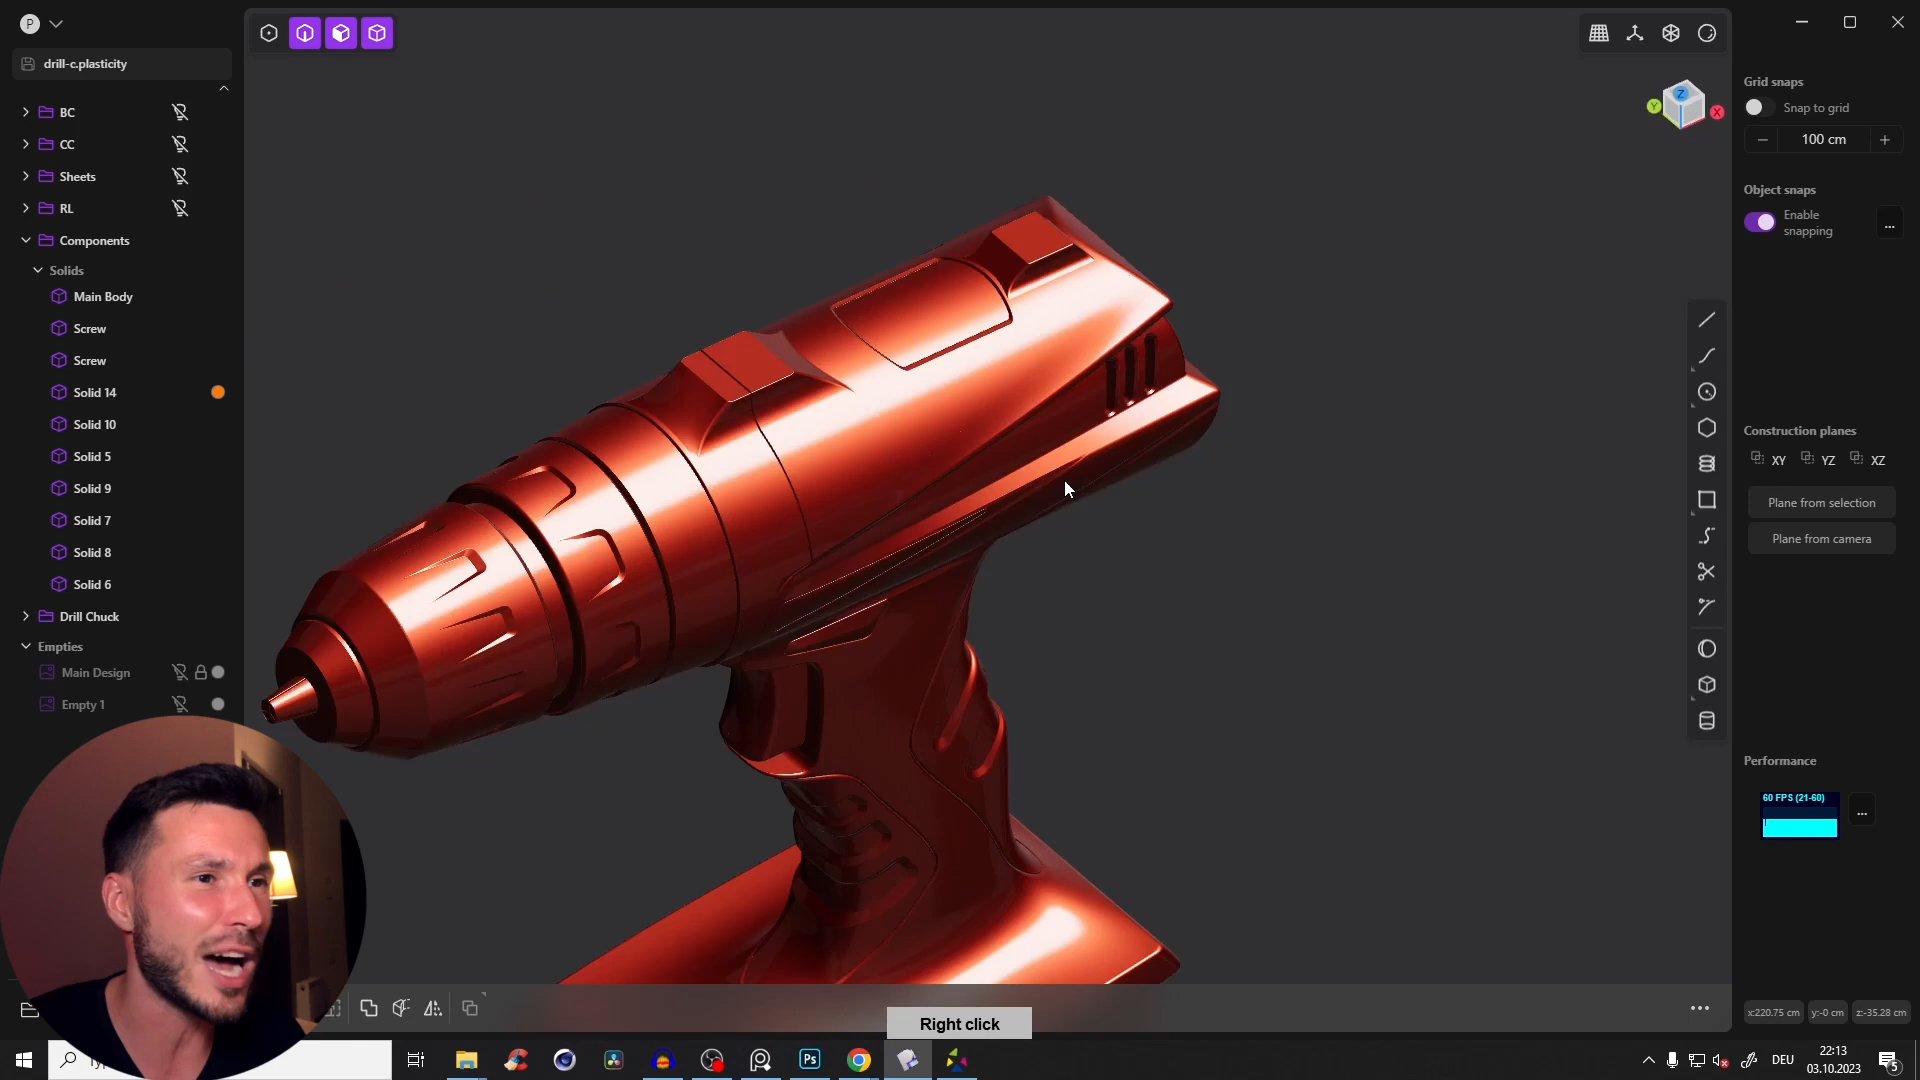 P
drill-c.plasticity
BC
CC
Sheets
RL
Components
Solids
Main Body
Screw
Screw
Solid 14
Solid 10
Solid 5
Solid 9
Solid 7
Solid 8
Solid 6
Drill Chuck
Empties
Main Design
Empty 1
Z
Y
X
Grid snaps
Snap to grid
100 cm
Object snaps
Enable
snapping
...
Construction planes
XY
YZ
XZ
Plane from selection
Plane from camera
Performance
60 FPS (21-60)
...
Right click
x:220.75 cm
y:-0 cm
z:-35.28 cm
Ps
DEU
22:13
03.10.2023
5